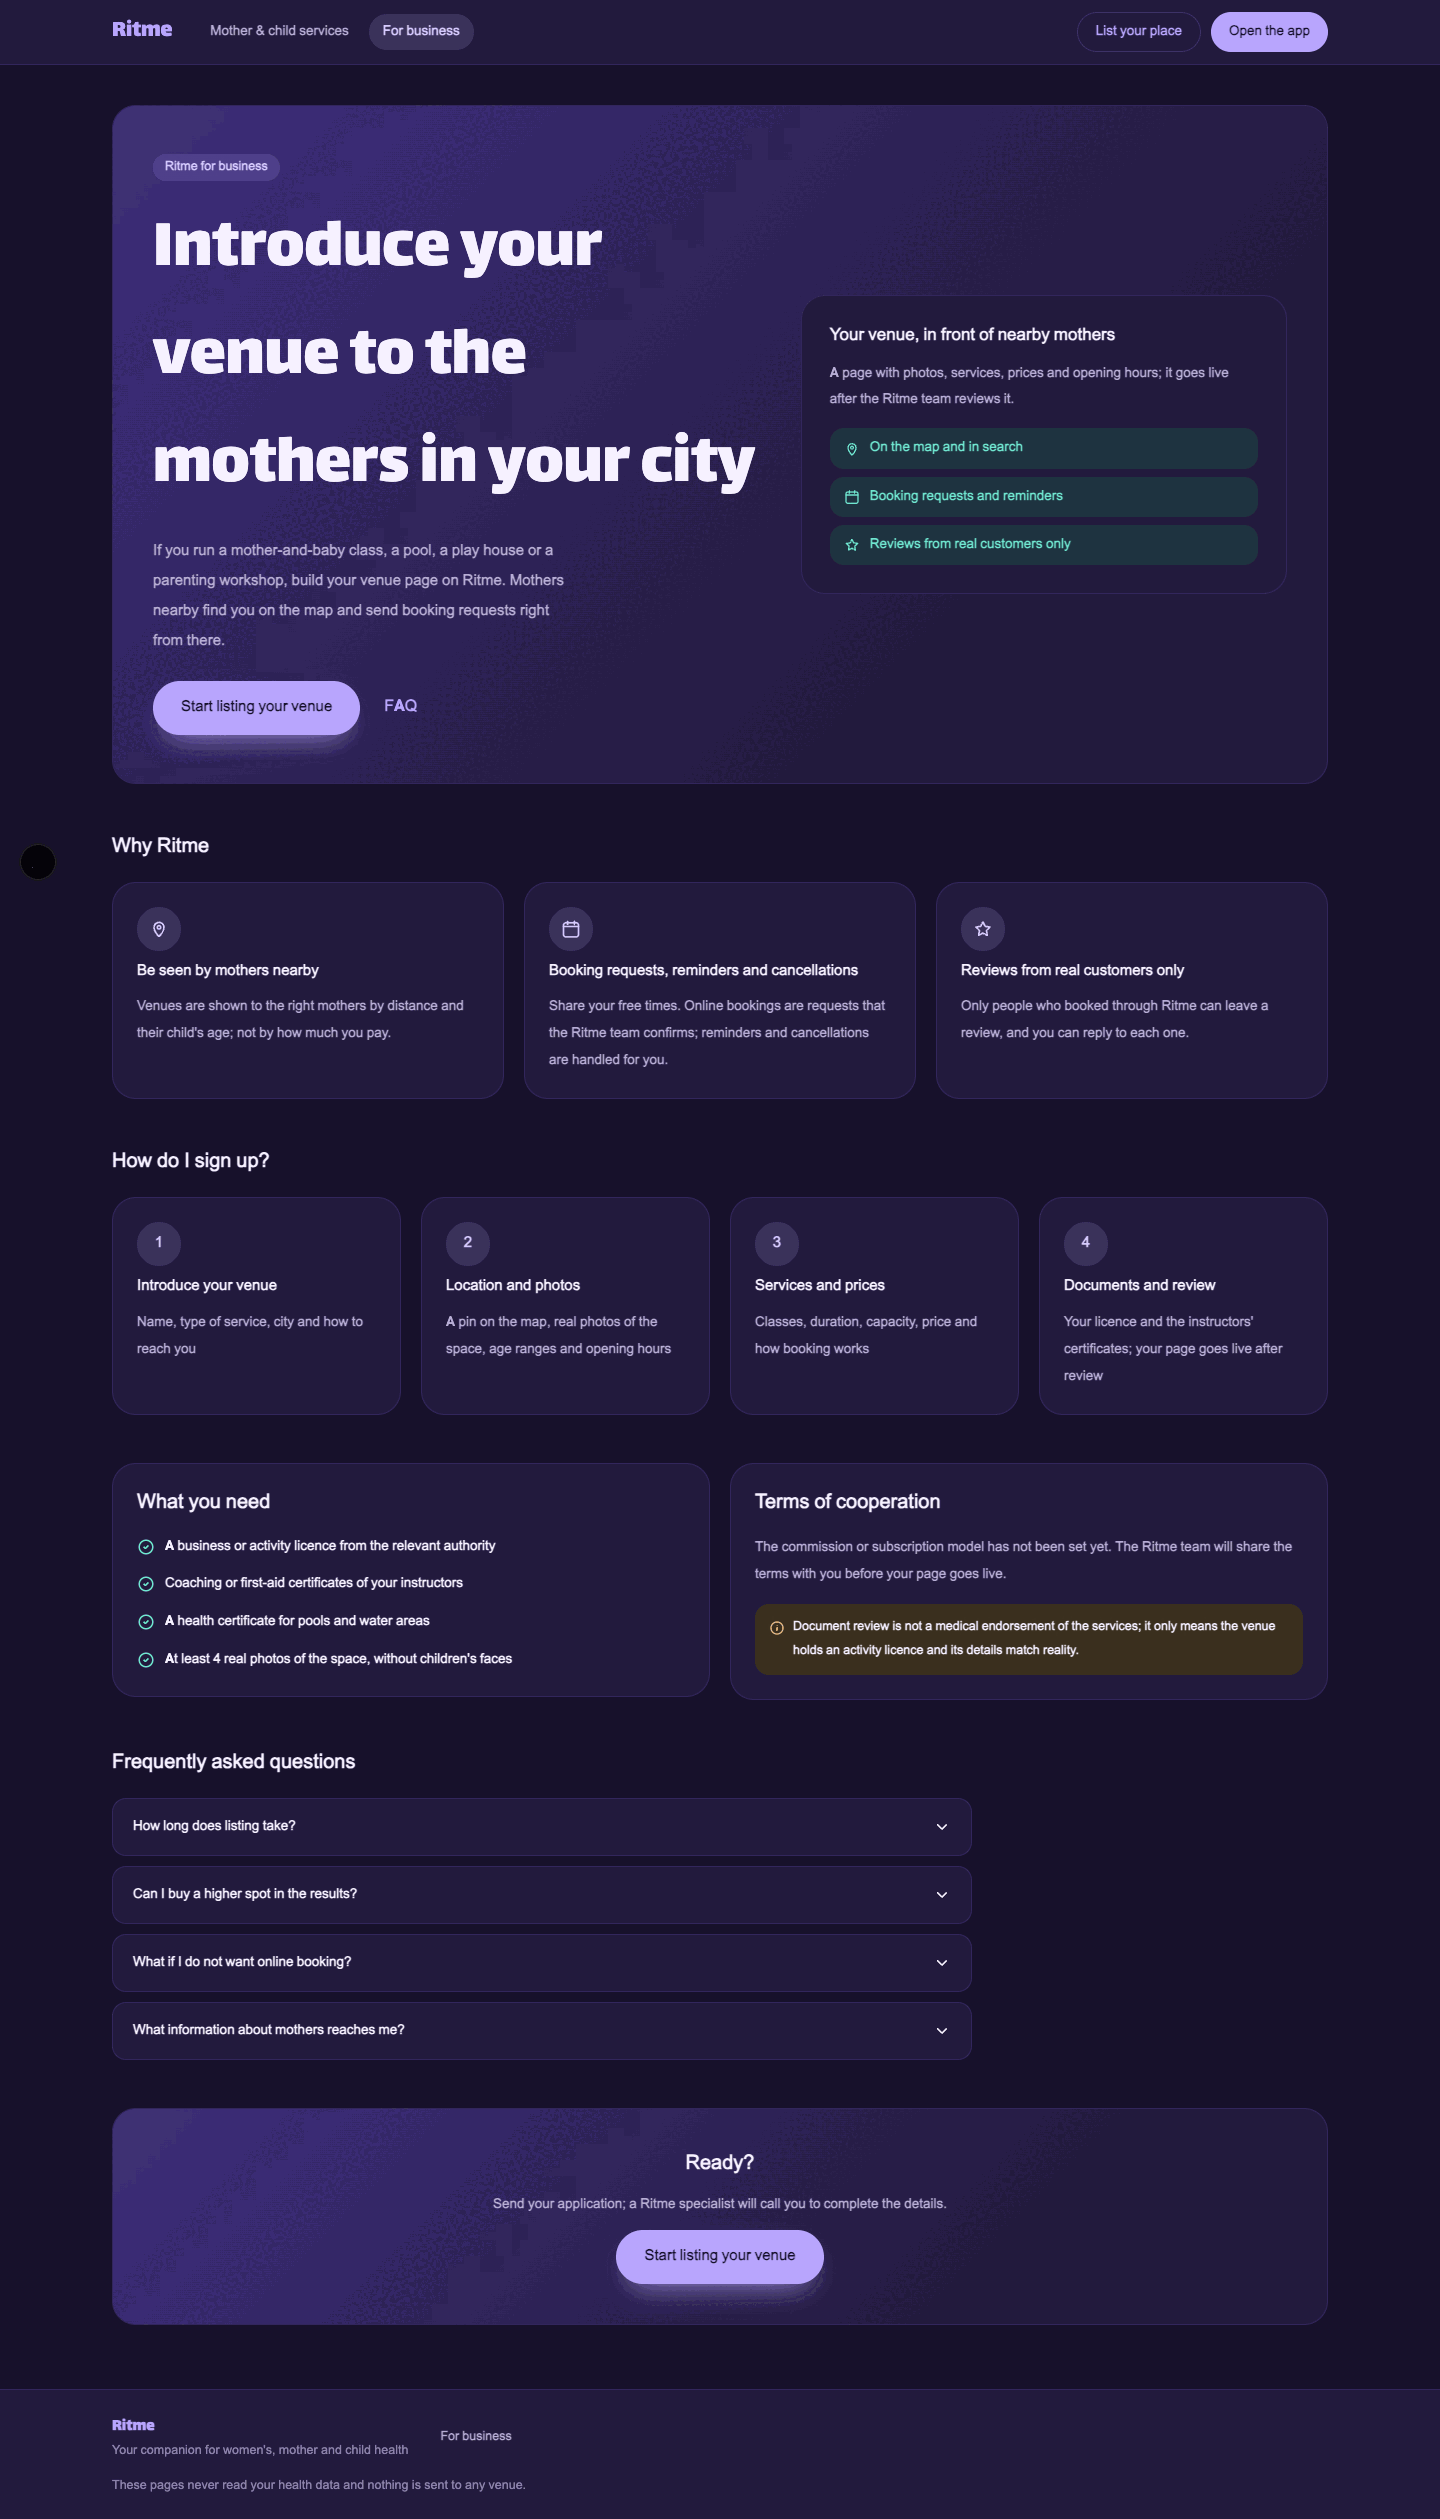 Ritme
Mother & child services
For business
List your place
Open the app
Ritme for business
Introduce your
venue to the
mothers in your city
If you run a mother-and-baby class, a pool, a play house or a
parenting workshop, build your venue page on Ritme. Mothers
nearby find you on the map and send booking requests right
from there.
Start listing your venue
FAQ
Your venue, in front of nearby mothers
A page with photos, services, prices and opening hours; it goes live
after the Ritme team reviews it.
On the map and in search
Booking requests and reminders
Reviews from real customers only
Why Ritme
Be seen by mothers nearby
Venues are shown to the right mothers by distance and
their child's age; not by how much you pay.
Booking requests, reminders and cancellations
Share your free times. Online bookings are requests that
the Ritme team confirms; reminders and cancellations
are handled for you.
Reviews from real customers only
Only people who booked through Ritme can leave a
review, and you can reply to each one.
How do I sign up?
1
Introduce your venue
Name, type of service, city and how to
reach you
2
Location and photos
A pin on the map, real photos of the
space, age ranges and opening hours
3
Services and prices
Classes, duration, capacity, price and
how booking works
4
Documents and review
Your licence and the instructors'
certificates; your page goes live after
review
What you need
A business or activity licence from the relevant authority
Coaching or first-aid certificates of your instructors
A health certificate for pools and water areas
At least 4 real photos of the space, without children's faces
Terms of cooperation
The commission or subscription model has not been set yet. The Ritme team will share the
terms with you before your page goes live.
Document review is not a medical endorsement of the services; it only means the venue
holds an activity licence and its details match reality.
Frequently asked questions
How long does listing take?
Can I buy a higher spot in the results?
What if I do not want online booking?
What information about mothers reaches me?
Ready?
Send your application; a Ritme specialist will call you to complete the details.
Start listing your venue
Ritme
Your companion for women's, mother and child health
For business
These pages never read your health data and nothing is sent to any venue.